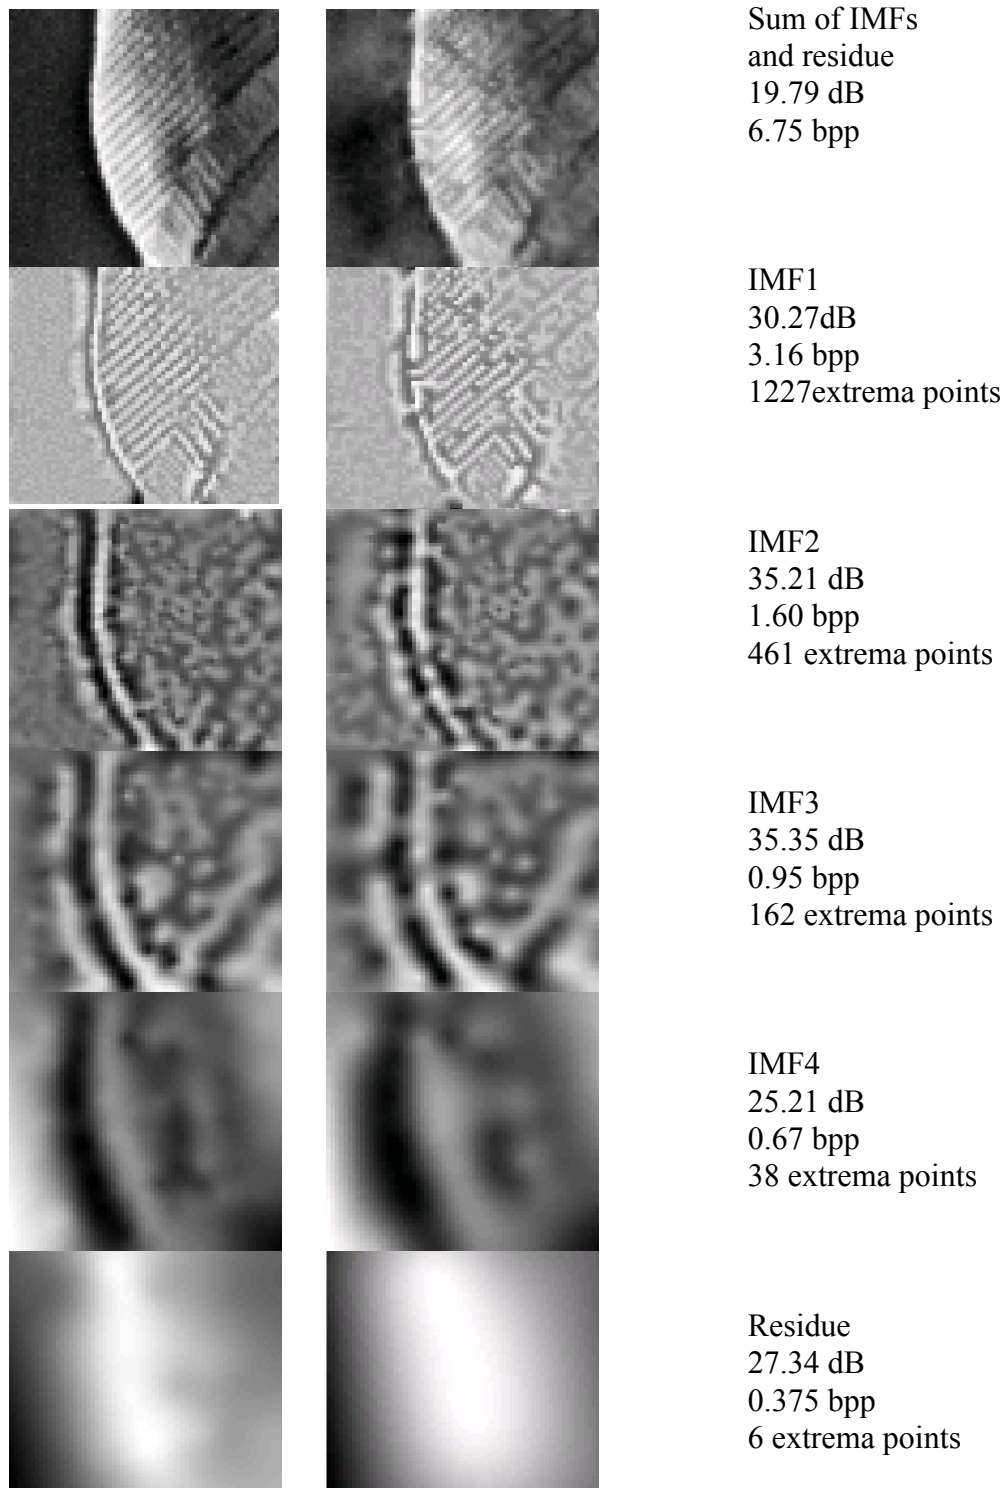 Sum of IMFs
and residue
19.79 dB
6.75 bpp
IMF1
30.27dB
3.16 bpp
1227extrema points
IMF2
35.21 dB
1.60 bpp
461 extrema points
IMF3
35.35 dB
0.95 bpp
162 extrema points
IMF4
25.21 dB
0.67 bpp
38 extrema points
Residue
27.34 dB
0.375 bpp
6 extrema points